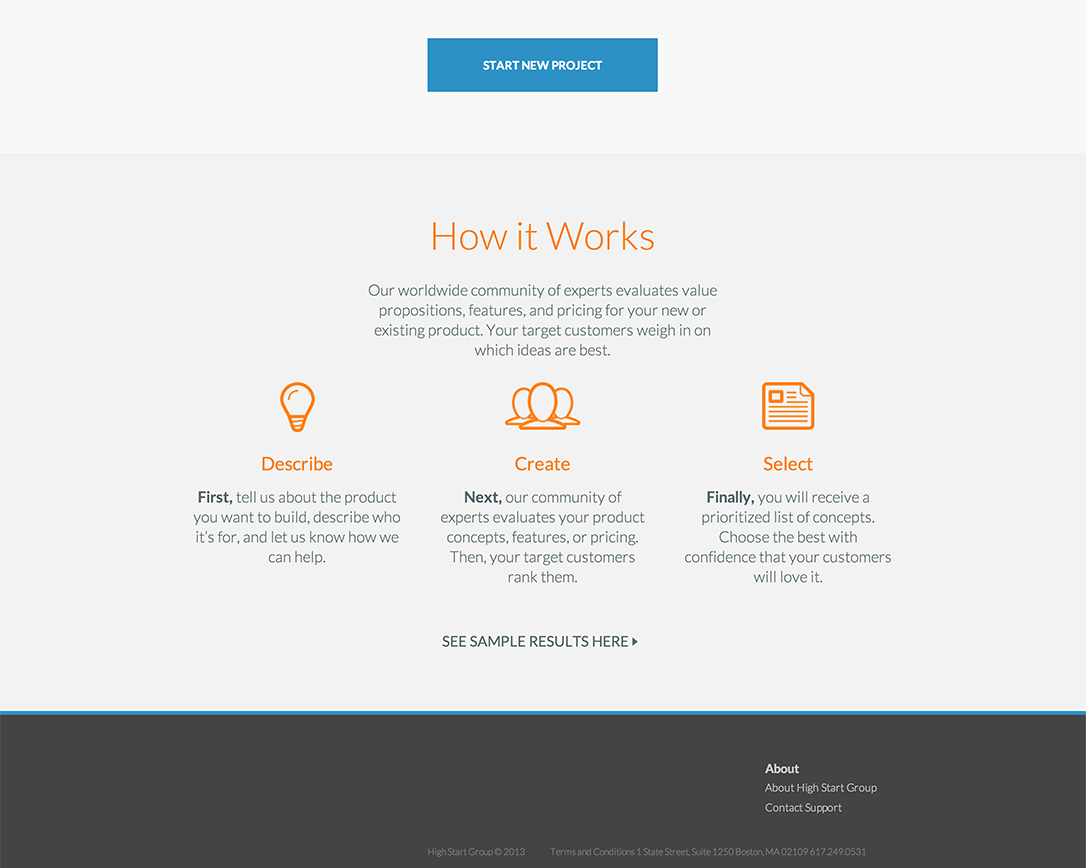 START NEW PROJECT
How it Works
Our worldwide community of experts evaluates value
propositions, features, and pricing for your new or
existing product. Your target customers weigh in on
which ideas are best.
Describe
First, tell us about the product
you want to build, describe who
it's for, and let us know how we
can help.
Create
Next, our community of
experts evaluates your product
concepts, features, or pricing.
Then, your target customers
rank them.
Select
Finally, you will receive a
prioritized list of concepts.
Choose the best with
confidence that your customers
will love it.
SEE SAMPLE RESULTS HERE
About
About High Start Group
Contact Support
High Start Group © 2013 Terms and Conditions 1 State Street, Suite 1250 Boston, MA 02109 617.249.0531